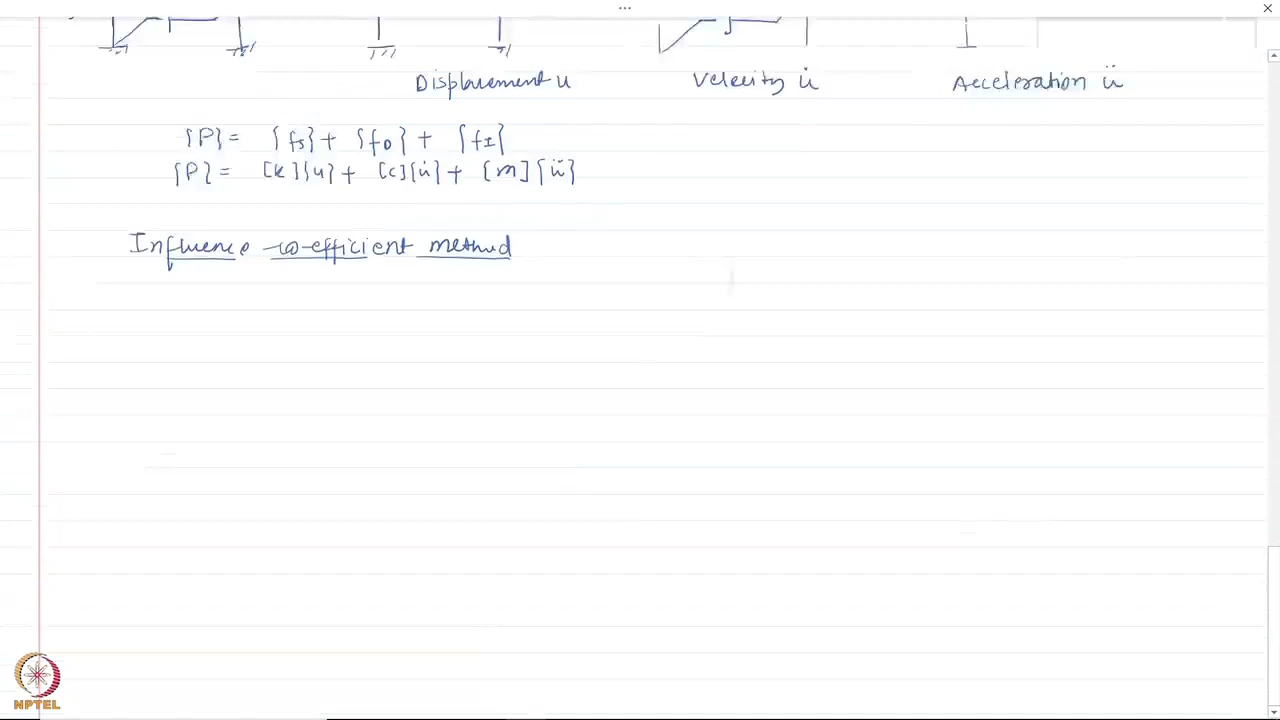 Displacement u Velocity u̇ Acceleration ü
{P} = {fs} + {fD} + {fI}
{P} = [k]{u} + [c]{u̇} + [m]{ü}
Influence co-efficient method
NPTEL